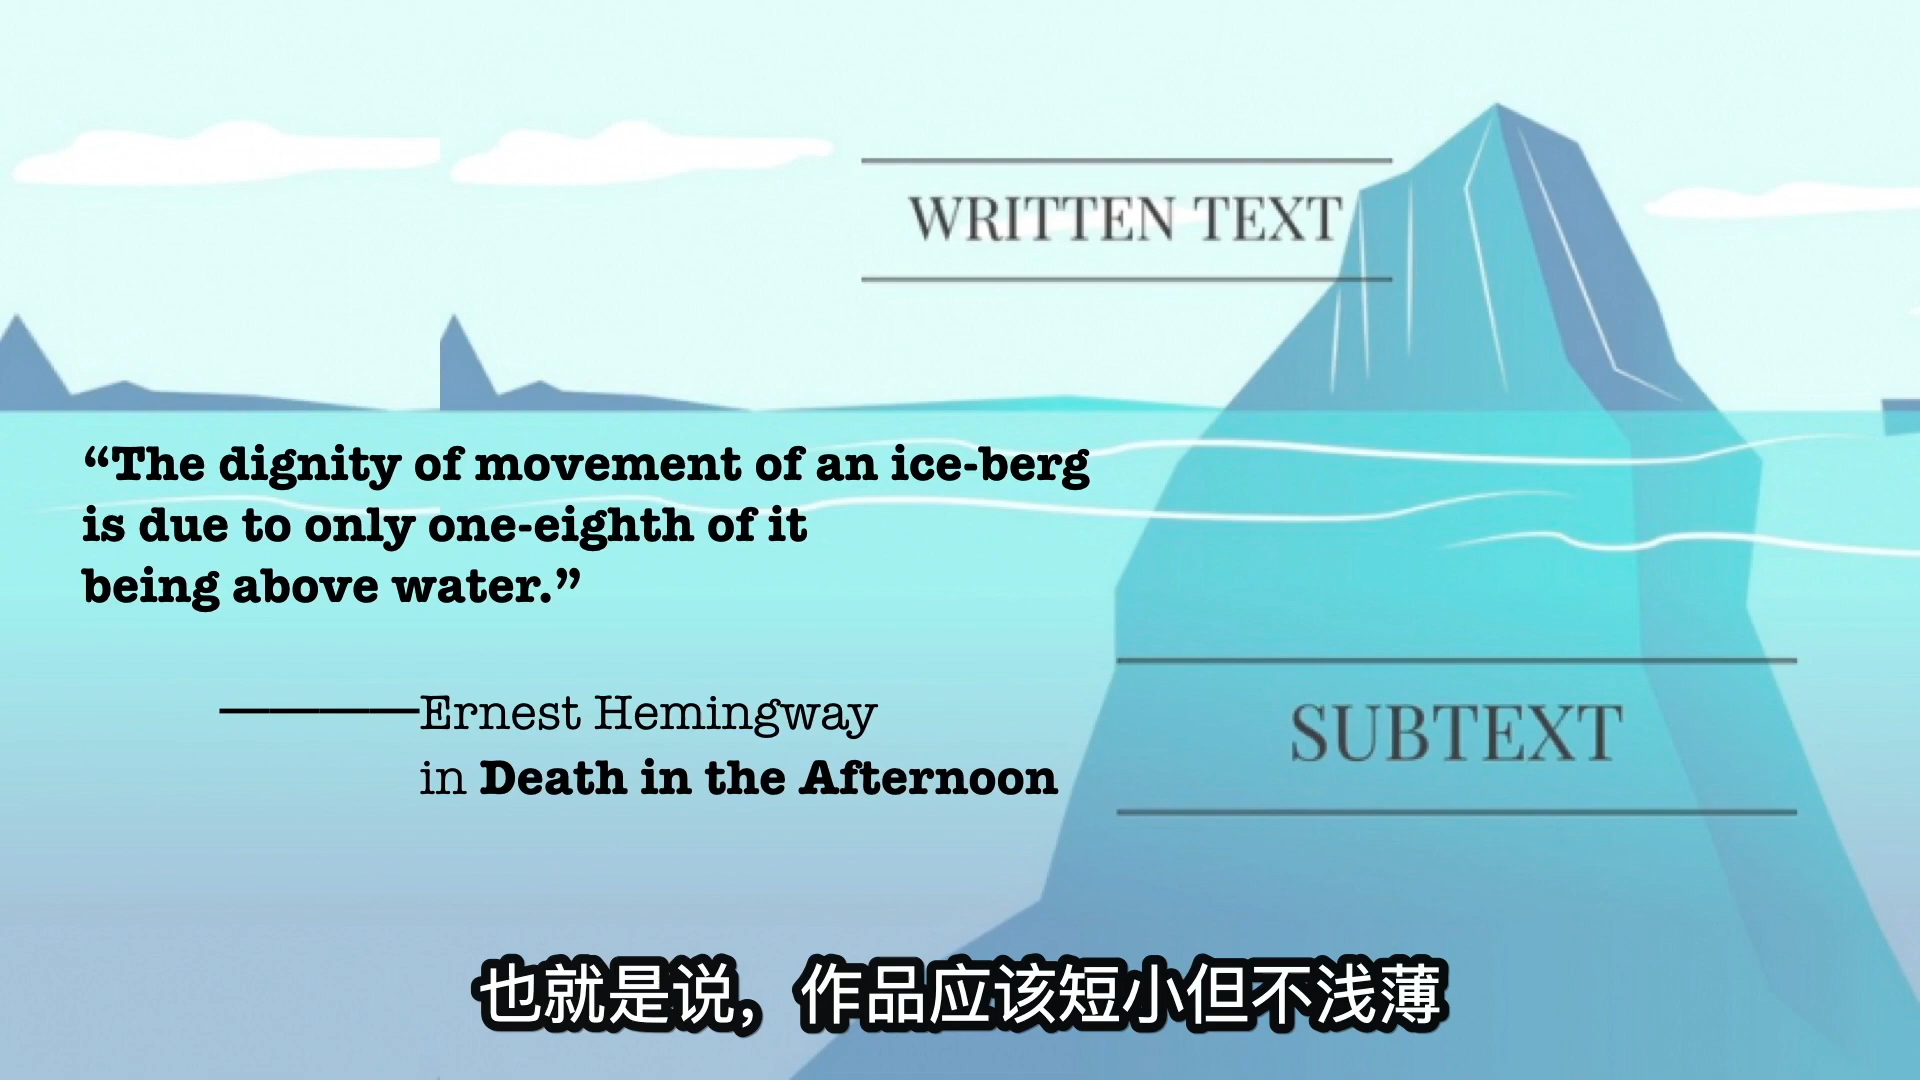 WRITTEN TEXT
“The dignity of movement of an ice-berg
is due to only one-eighth of it
being above water.”
————Ernest Hemingway
in Death in the Afternoon
SUBTEXT
也就是说，作品应该短小但不浅薄